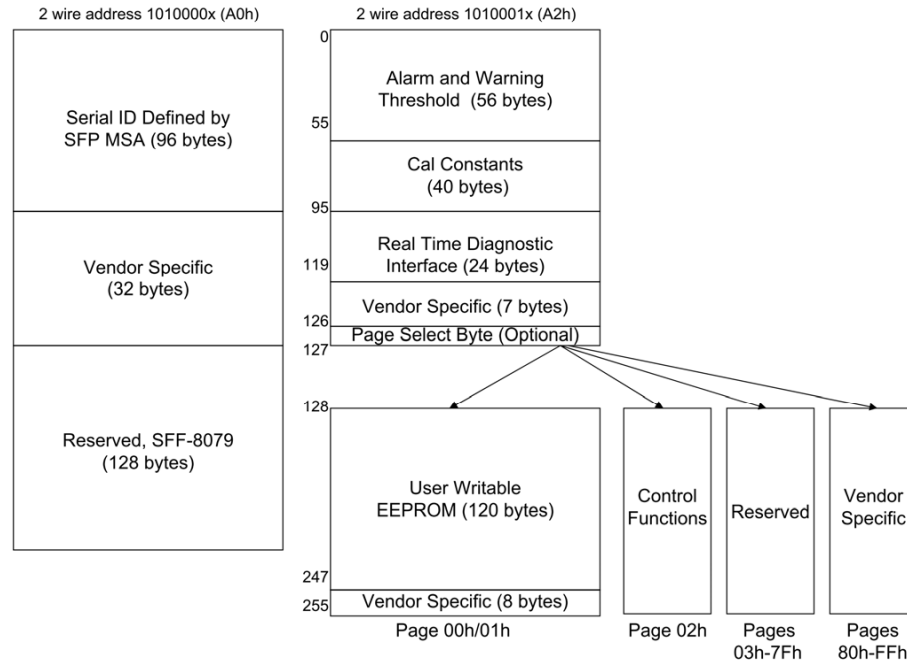 2 wire address 1010000x (A0h)
Serial ID Defined by
SFP MSA (96 bytes)
Vendor Specific
(32 bytes)
Reserved, SFF-8079
(128 bytes)
2 wire address 1010001x (A2h)
0
Alarm and Warning
Threshold (56 bytes)
55
Cal Constants
(40 bytes)
95
Real Time Diagnostic
Interface (24 bytes)
119
Vendor Specific (7 bytes)
126
Page Select Byte (Optional)
127
128
User Writable
EEPROM (120 bytes)
247
Vendor Specific (8 bytes)
255
Page 00h/01h
Control
Functions
Page 02h
Reserved
Pages
03h-7Fh
Vendor
Specific
Pages
80h-FFh